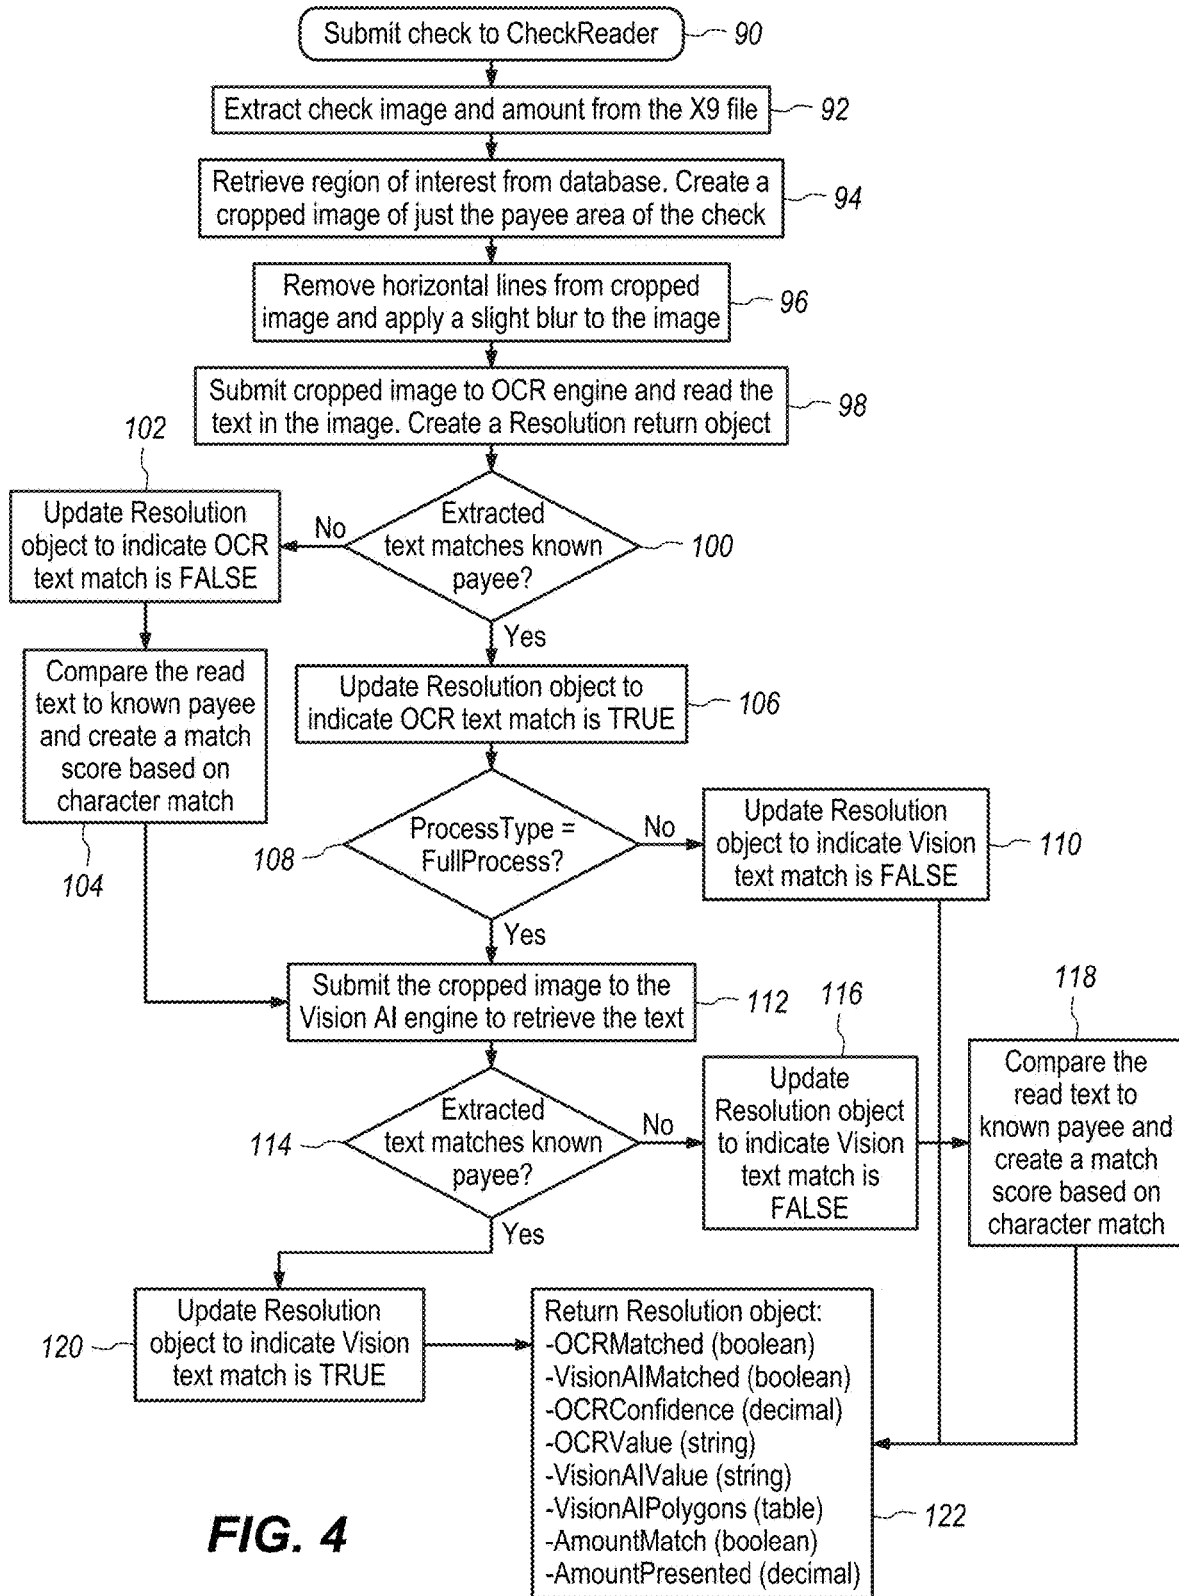 Submit check to CheckReader
90
Extract check image and amount from the X9 file
92
Retrieve region of interest from database. Create a
cropped image of just the payee area of the check
94
Remove horizontal lines from cropped
image and apply a slight blur to the image
96
Submit cropped image to OCR engine and read the
text in the image. Create a Resolution return object
98
102
Update Resolution
object to indicate OCR
text match is FALSE
No
Extracted
text matches known
payee?
100
Yes
Compare the read
text to known payee
and create a match
score based on
character match
104
Update Resolution object to
indicate OCR text match is TRUE
106
ProcessType =
FullProcess?
108
No
Update Resolution
object to indicate Vision
text match is FALSE
110
Yes
Submit the cropped image to the
Vision AI engine to retrieve the text
112
116
118
Extracted
text matches known
payee?
114
No
Update
Resolution object
to indicate Vision
text match is
FALSE
Compare the
read text to
known payee and
create a match
score based on
character match
Yes
Update Resolution
object to indicate Vision
text match is TRUE
120
Return Resolution object:
-OCRMatched (boolean)
-VisionAIMatched (boolean)
-OCRConfidence (decimal)
-OCRValue (string)
-VisionAIValue (string)
-VisionAIPolygons (table)
-AmountMatch (boolean)
-AmountPresented (decimal)
122
FIG. 4